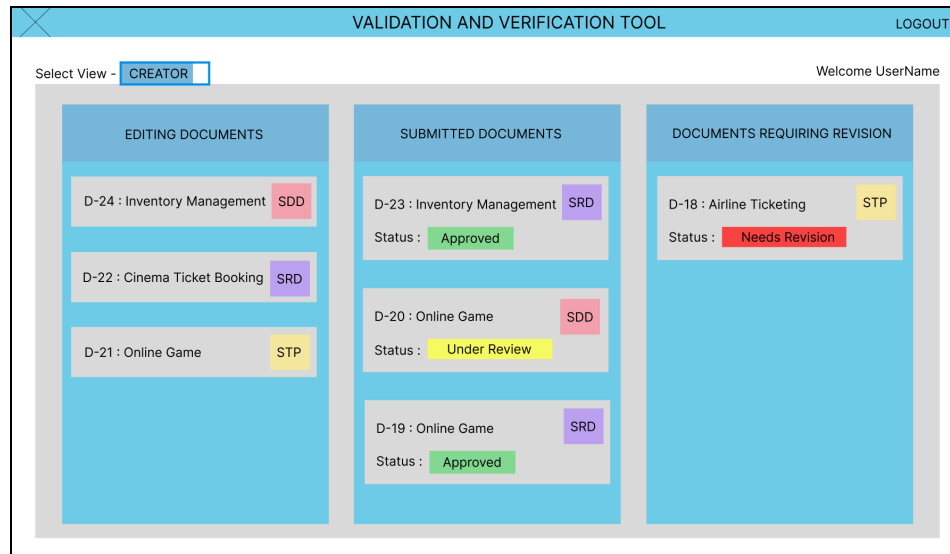 VALIDATION AND VERIFICATION TOOL
LOGOUT
Select View - CREATOR
Welcome UserName
EDITING DOCUMENTS
D-24 : Inventory Management SDD
D-22 : Cinema Ticket Booking SRD
D-21 : Online Game STP
SUBMITTED DOCUMENTS
D-23 : Inventory Management SRD
Status : Approved
D-20 : Online Game SDD
Status : Under Review
D-19 : Online Game SRD
Status : Approved
DOCUMENTS REQUIRING REVISION
D-18 : Airline Ticketing STP
Status : Needs Revision